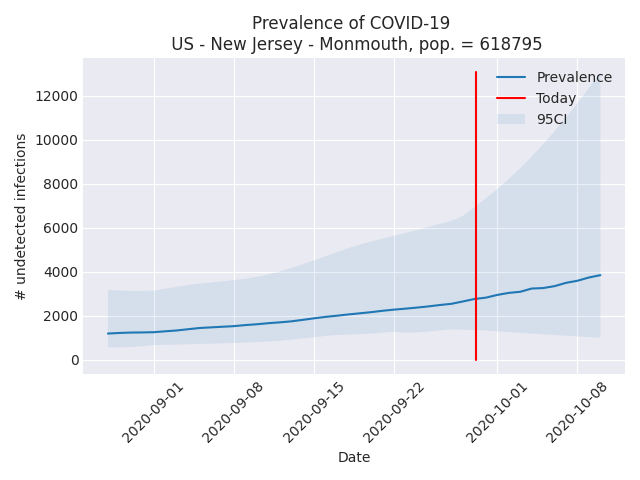 Prevalence of COVID-19
US - New Jersey - Monmouth, pop. = 618795
Prevalence
Today
95CI
# undetected infections
12000
10000
8000
6000
4000
2000
0
2020-09-01
2020-09-08
2020-09-15
2020-09-22
2020-10-01
2020-10-08
Date